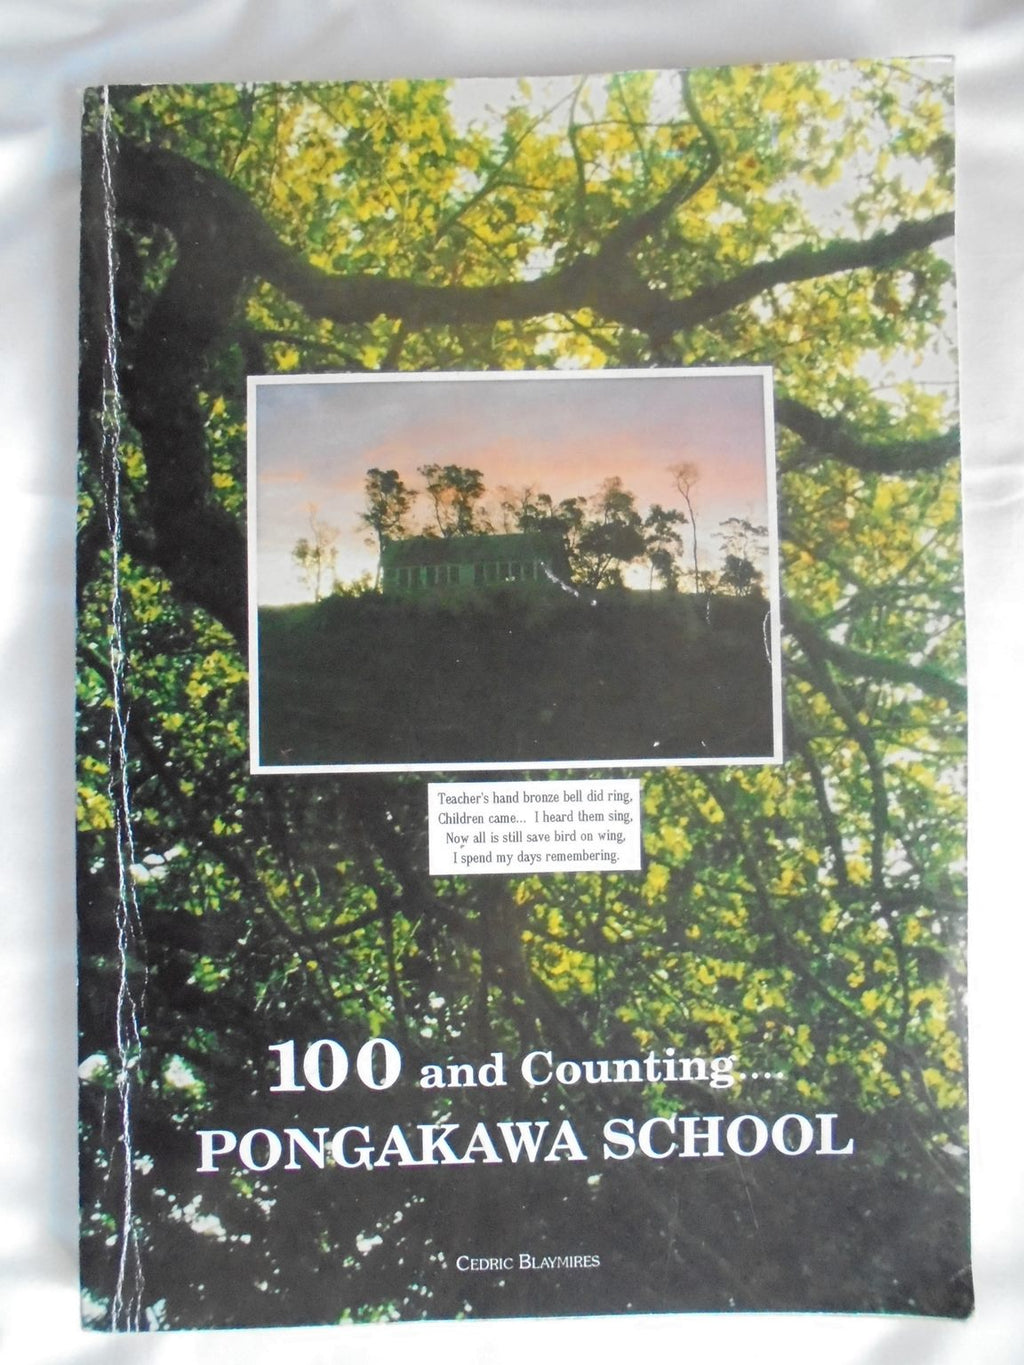 Teacher's hand bronze bell did ring,
Children came... I heard them sing,
Now all is still save bird on wing,
I spend my days remembering.
100 and Counting....
PONGAKAWA SCHOOL
CEDRIC BLAYMIRES